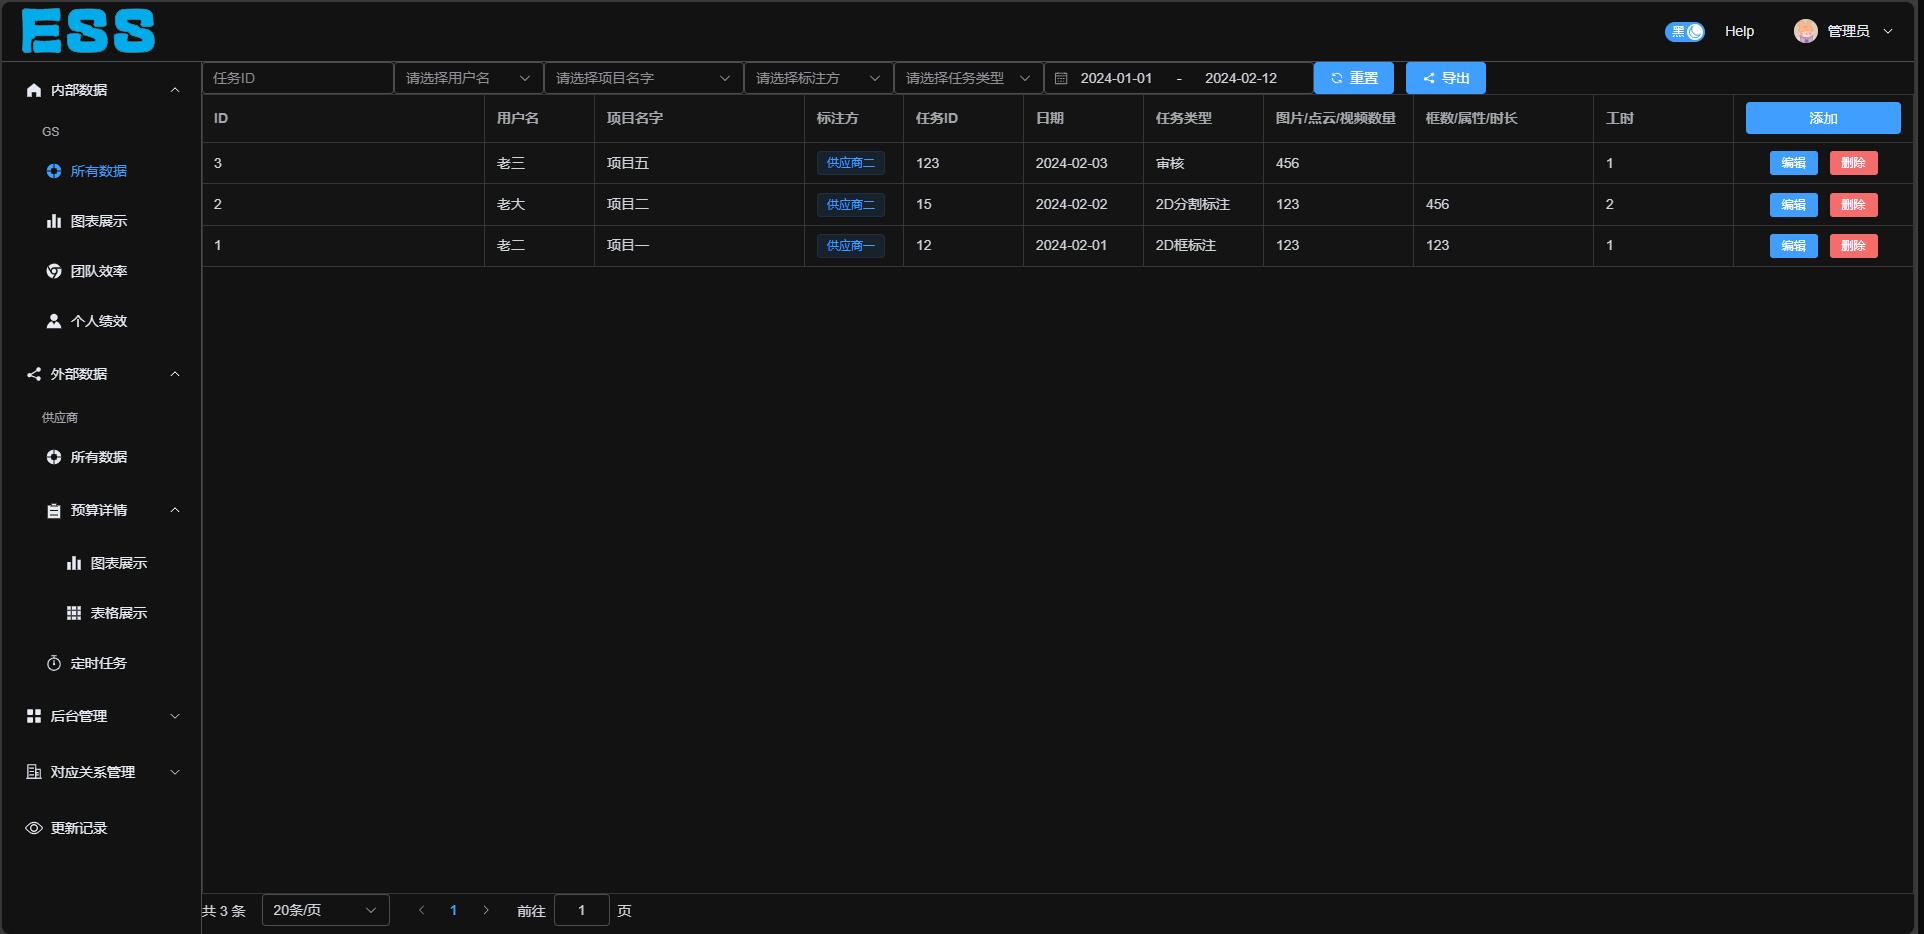 ESS
黑 Help 管理员
内部数据
GS
所有数据
图表展示
团队效率
个人绩效
外部数据
供应商
所有数据
预算详情
图表展示
表格展示
定时任务
后台管理
对应关系管理
更新记录
任务ID 请选择用户名 请选择项目名字 请选择标注方 请选择任务类型 2024-01-01 - 2024-02-12 重置 导出
ID 用户名 项目名字 标注方 任务ID 日期 任务类型 图片/点云/视频数量 框数/属性/时长 工时 添加
3 老三 项目五 供应商二 123 2024-02-03 审核 456 1 编辑 删除
2 老大 项目二 供应商二 15 2024-02-02 2D分割标注 123 456 2 编辑 删除
1 老二 项目一 供应商一 12 2024-02-01 2D框标注 123 123 1 编辑 删除
共 3 条 20条/页 1 前往 1 页